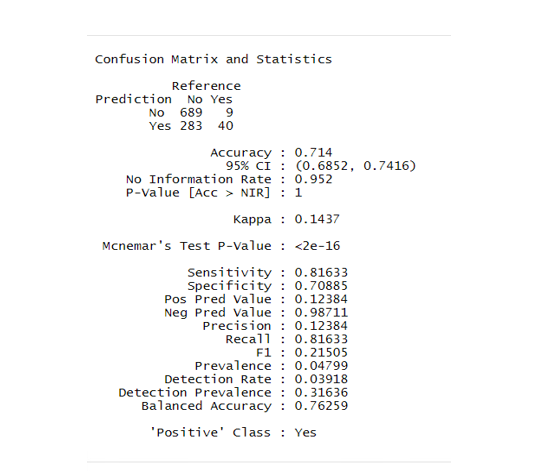 Confusion Matrix and Statistics
Reference
Prediction No Yes
No 689 9
Yes 283 40
Accuracy : 0.714
95% CI : (0.6852, 0.7416)
No Information Rate : 0.952
P-Value [Acc > NIR] : 1
Kappa : 0.1437
Mcnemar's Test P-Value : <2e-16
Sensitivity : 0.81633
Specificity : 0.70885
Pos Pred Value : 0.12384
Neg Pred Value : 0.98711
Precision : 0.12384
Recall : 0.81633
F1 : 0.21505
Prevalence : 0.04799
Detection Rate : 0.03918
Detection Prevalence : 0.31636
Balanced Accuracy : 0.76259
'Positive' Class : Yes